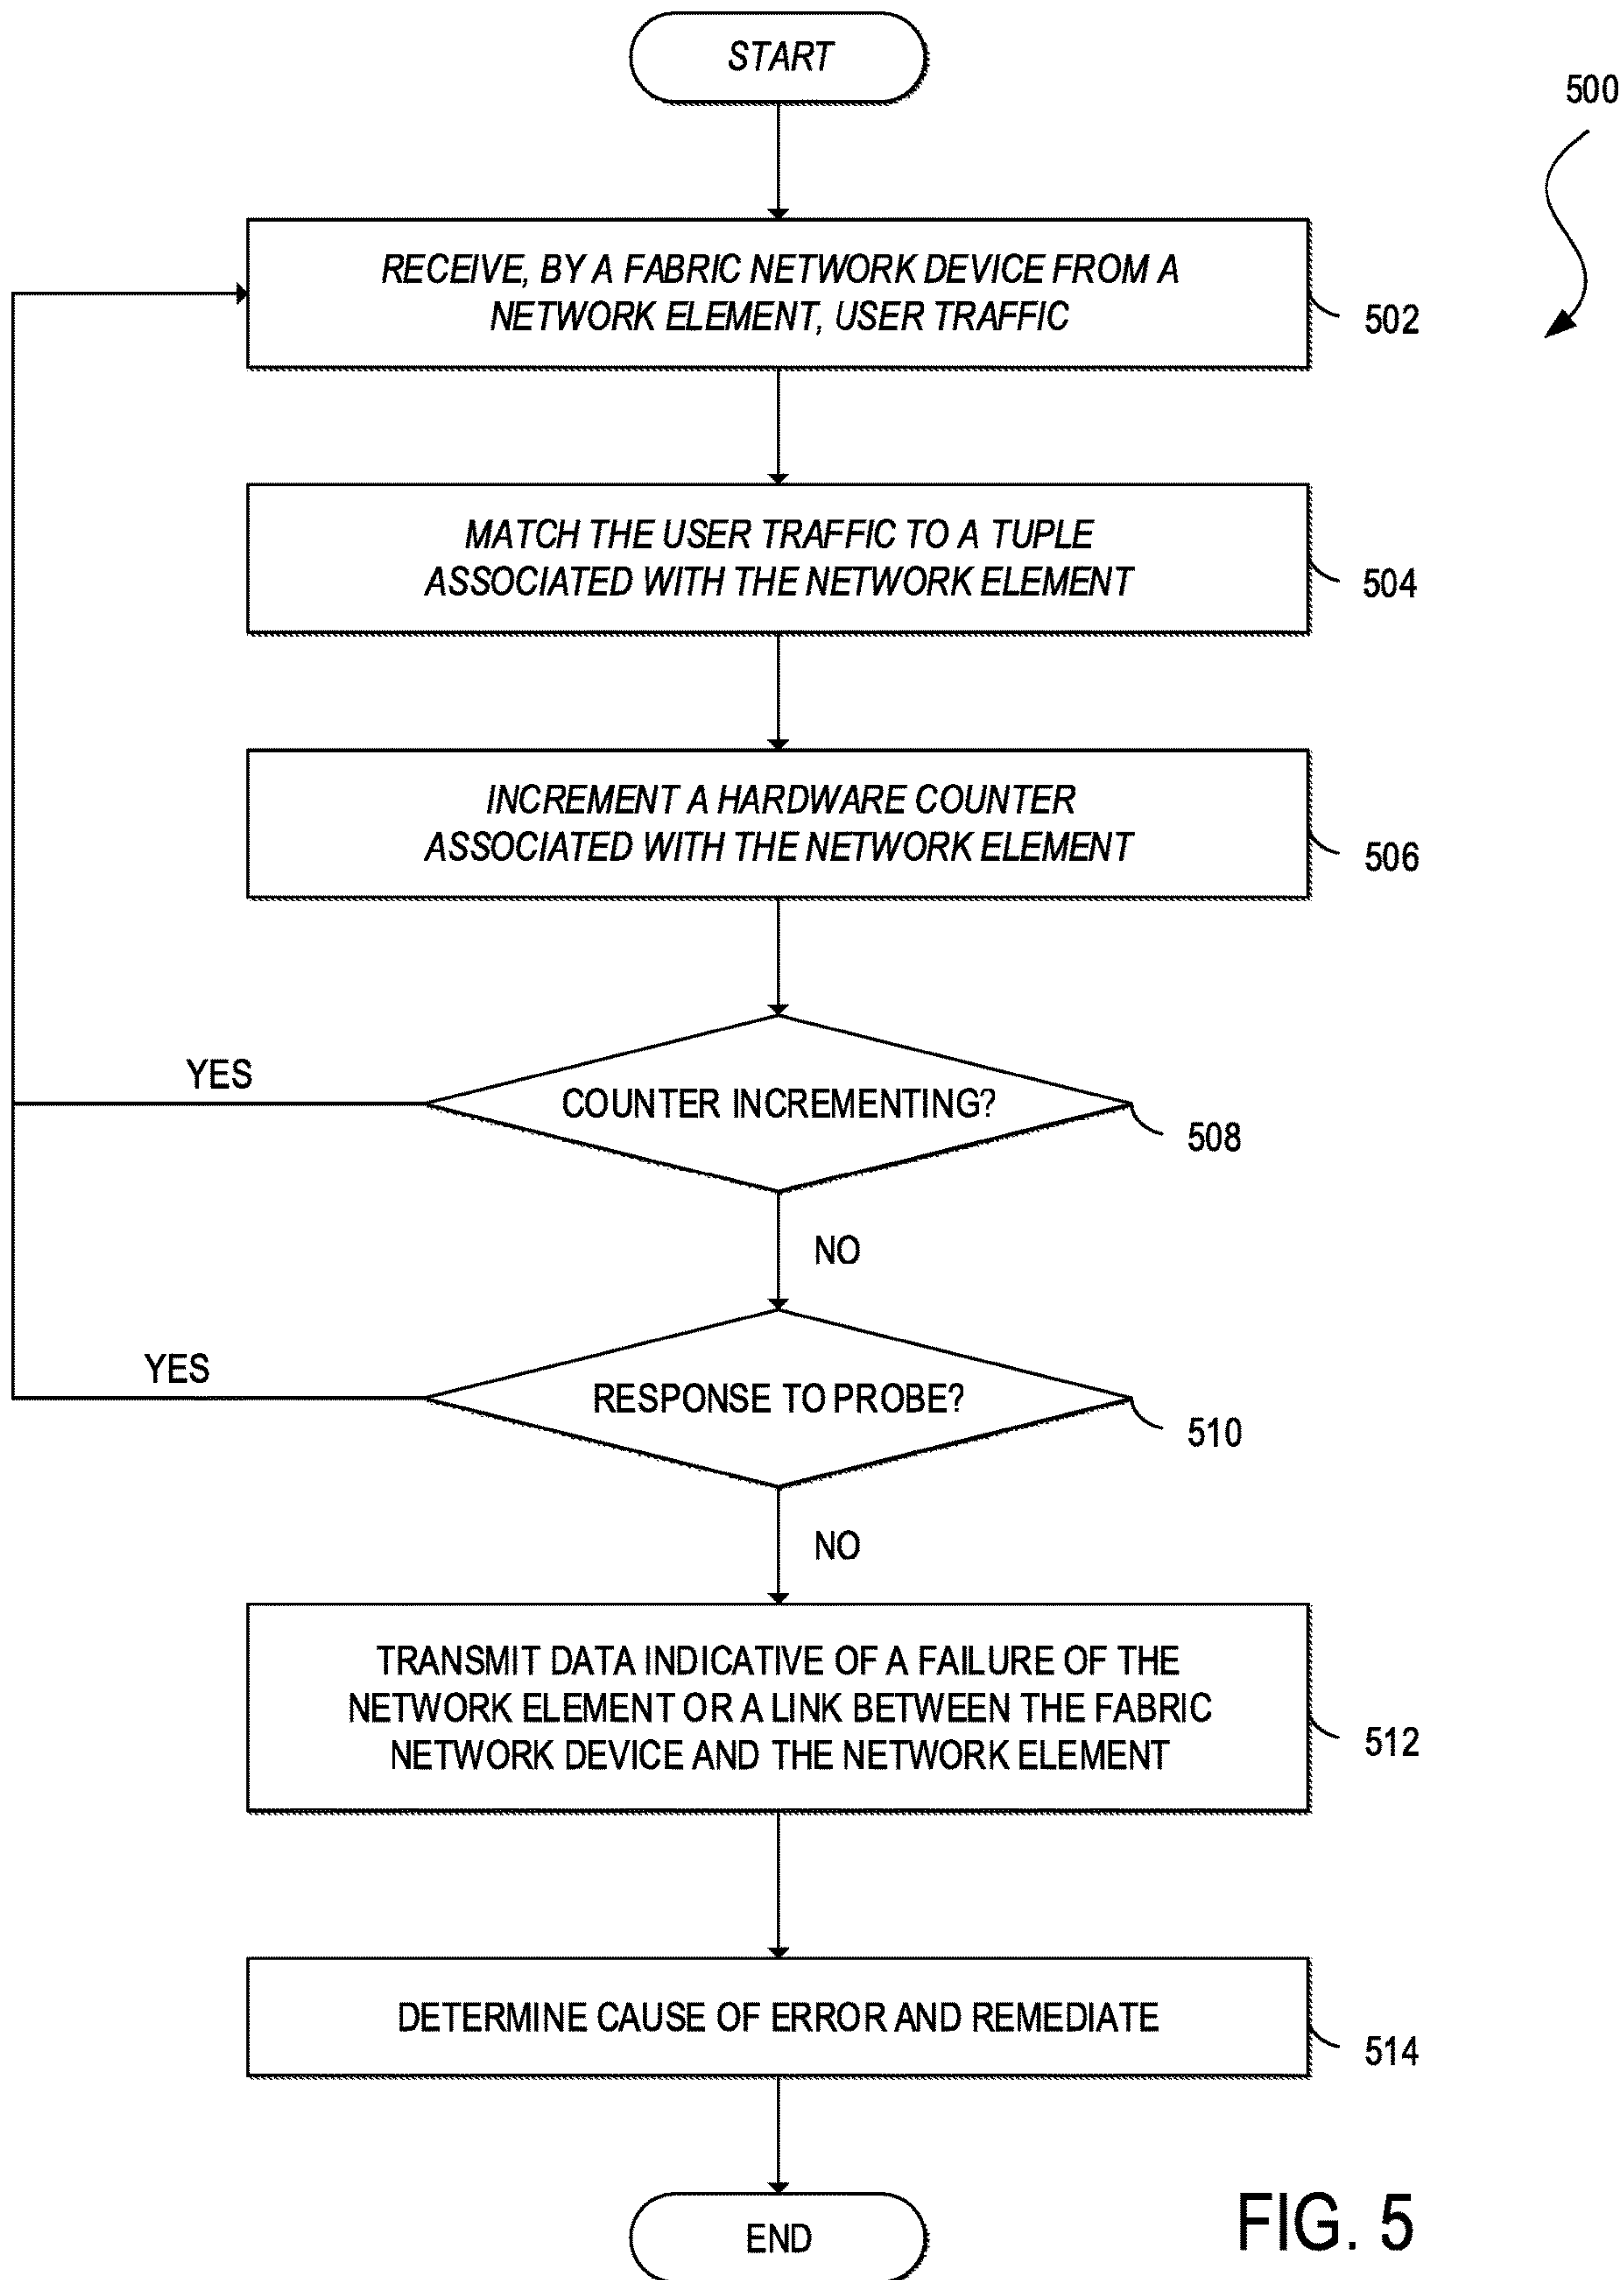 START
500
RECEIVE, BY A FABRIC NETWORK DEVICE FROM A
NETWORK ELEMENT, USER TRAFFIC
502
MATCH THE USER TRAFFIC TO A TUPLE
ASSOCIATED WITH THE NETWORK ELEMENT
504
INCREMENT A HARDWARE COUNTER
ASSOCIATED WITH THE NETWORK ELEMENT
506
YES
COUNTER INCREMENTING?
508
NO
YES
RESPONSE TO PROBE?
510
NO
TRANSMIT DATA INDICATIVE OF A FAILURE OF THE
NETWORK ELEMENT OR A LINK BETWEEN THE FABRIC
NETWORK DEVICE AND THE NETWORK ELEMENT
512
DETERMINE CAUSE OF ERROR AND REMEDIATE
514
END
FIG. 5